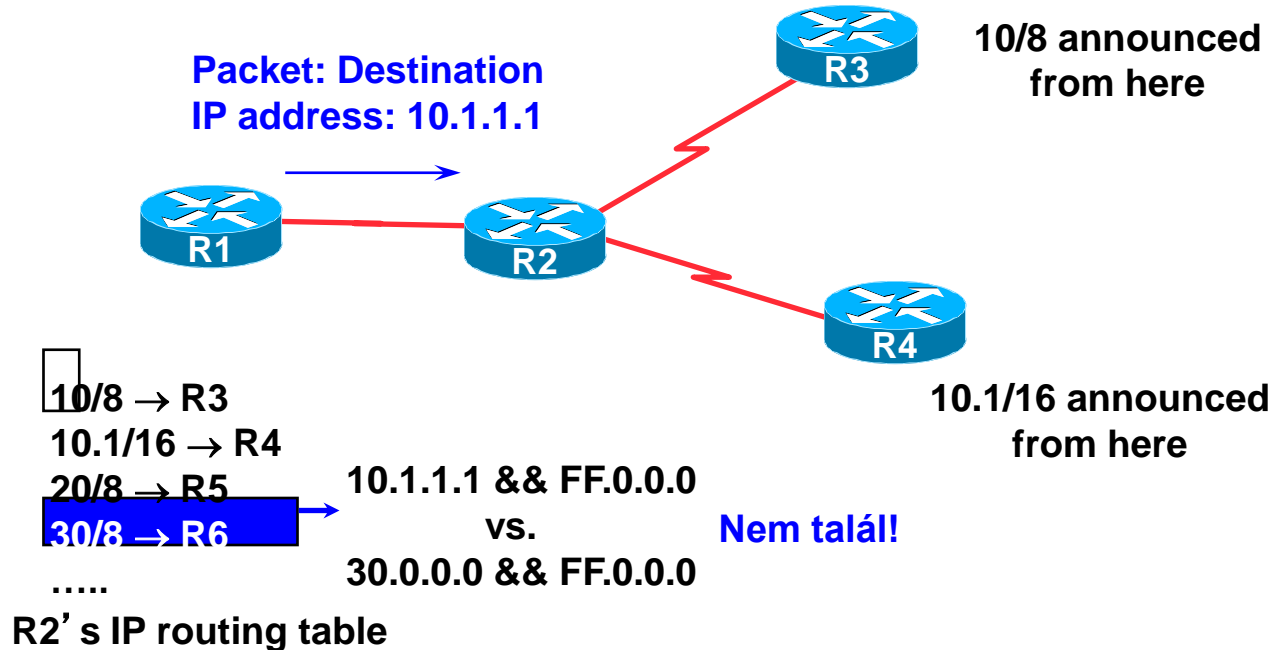 Packet: Destination
IP address: 10.1.1.1
R3
10/8 announced
from here
R1
R2
R4
10.1/16 announced
from here
10/8 → R3
10.1/16 → R4
20/8 → R5
30/8 → R6
.....
R2's IP routing table
10.1.1.1 && FF.0.0.0
vs.
30.0.0.0 && FF.0.0.0
Nem talál!